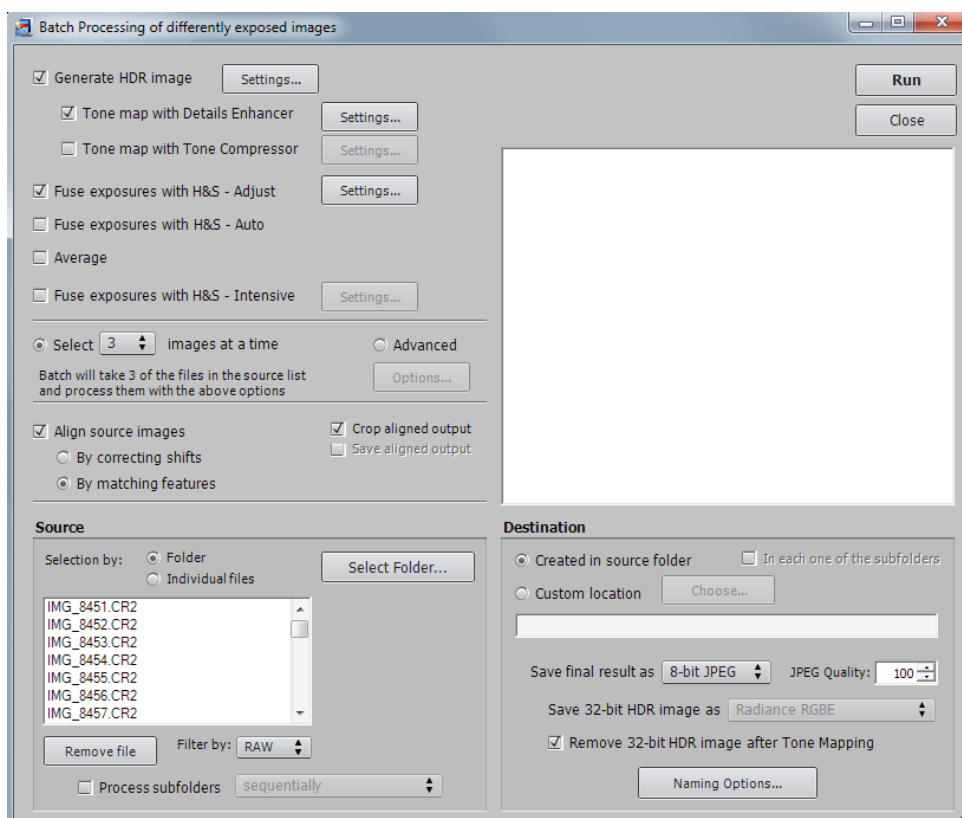 Batch Processing of differently exposed images
Generate HDR image Settings...
Run
Tone map with Details Enhancer Settings...
Close
Tone map with Tone Compressor Settings...
Fuse exposures with H&S - Adjust Settings...
Fuse exposures with H&S - Auto
Average
Fuse exposures with H&S - Intensive Settings...
Select 3 images at a time Advanced
Batch will take 3 of the files in the source list
and process them with the above options
Options...
Align source images Crop aligned output
Save aligned output
By correcting shifts
By matching features
Source
Selection by: Folder
Individual files
Select Folder...
IMG_8451.CR2
IMG_8452.CR2
IMG_8453.CR2
IMG_8454.CR2
IMG_8455.CR2
IMG_8456.CR2
IMG_8457.CR2
Remove file Filter by: RAW
Process subfolders sequentially
Destination
Created in source folder In each one of the subfolders
Custom location Choose...
Save final result as 8-bit JPEG JPEG Quality: 100
Save 32-bit HDR image as Radiance RGBE
Remove 32-bit HDR image after Tone Mapping
Naming Options...